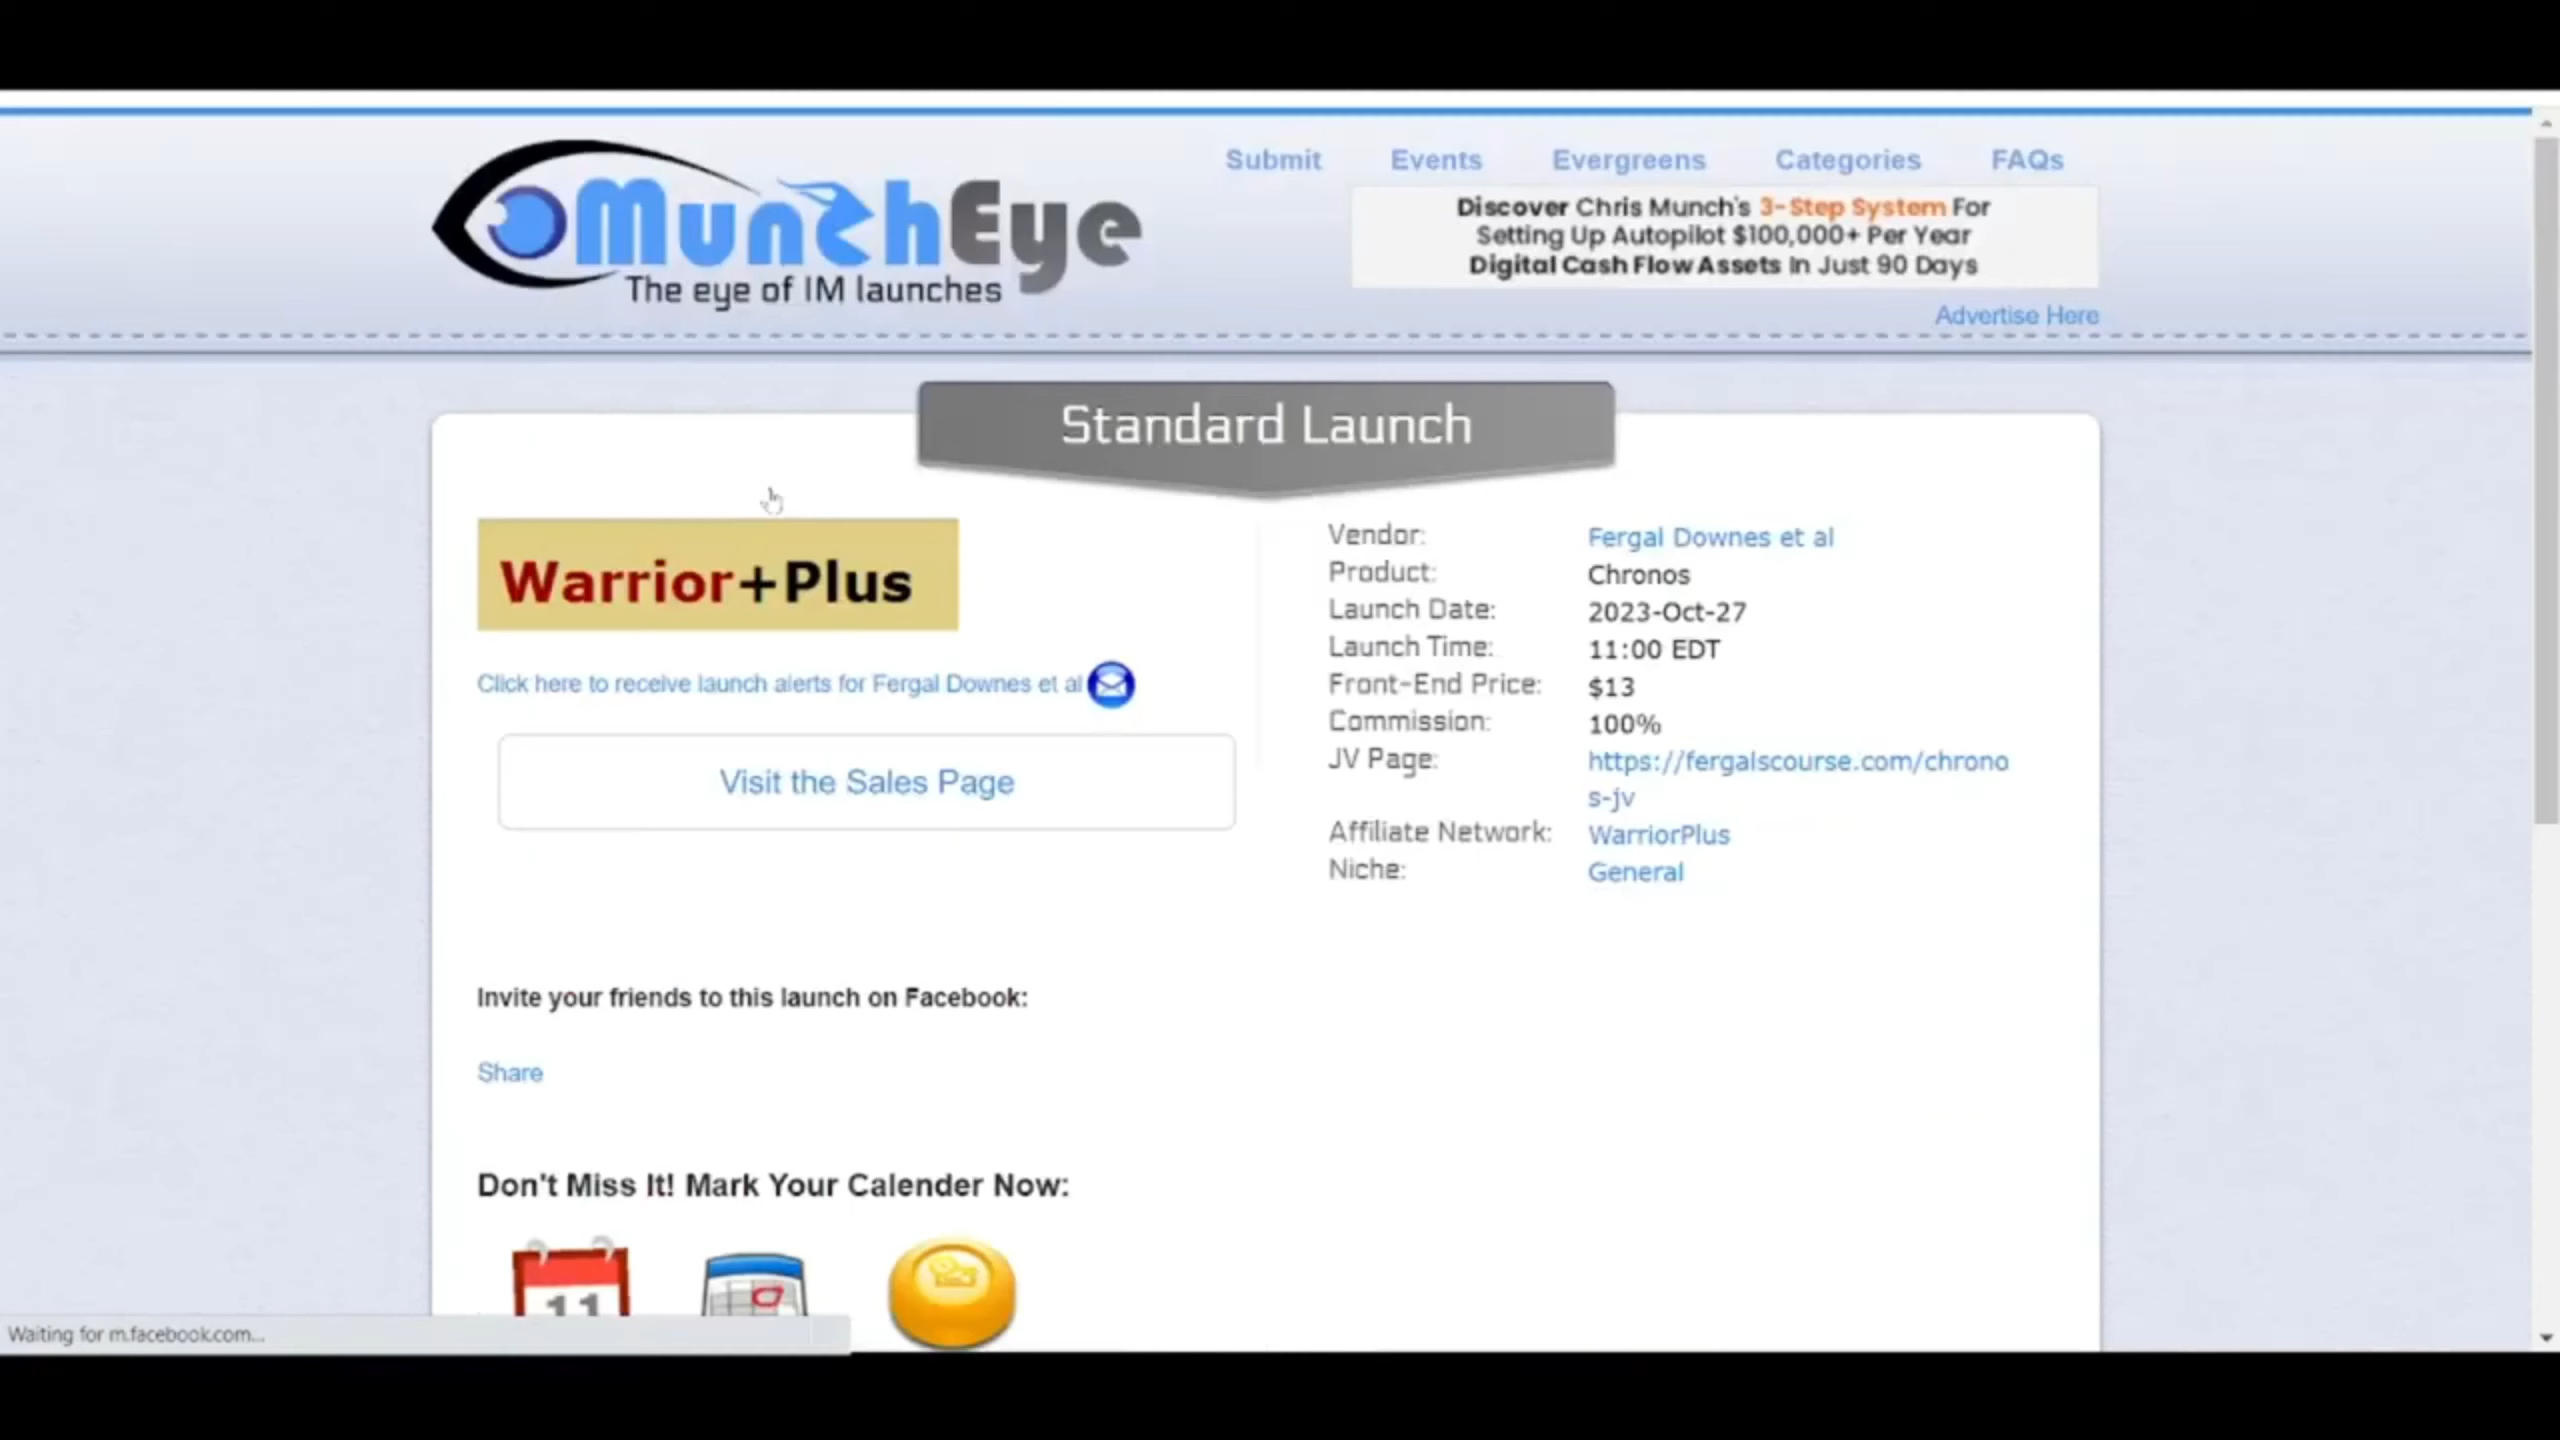 MunchEye
The eye of IM launches
Submit Events Evergreens Categories FAQs
Discover Chris Munch's 3-Step System For
Setting Up Autopilot $100,000+ Per Year
Digital Cash Flow Assets In Just 90 Days
Advertise Here
Standard Launch
Warrior+Plus
Click here to receive launch alerts for Fergal Downes et al
Visit the Sales Page
Vendor: Fergal Downes et al
Product: Chronos
Launch Date: 2023-Oct-27
Launch Time: 11:00 EDT
Front-End Price: $13
Commission: 100%
JV Page: https://fergalscourse.com/chrono
s-jv
Affiliate Network: WarriorPlus
Niche: General
Invite your friends to this launch on Facebook:
Share
Don't Miss It! Mark Your Calender Now:
11
Waiting for m.facebook.com...